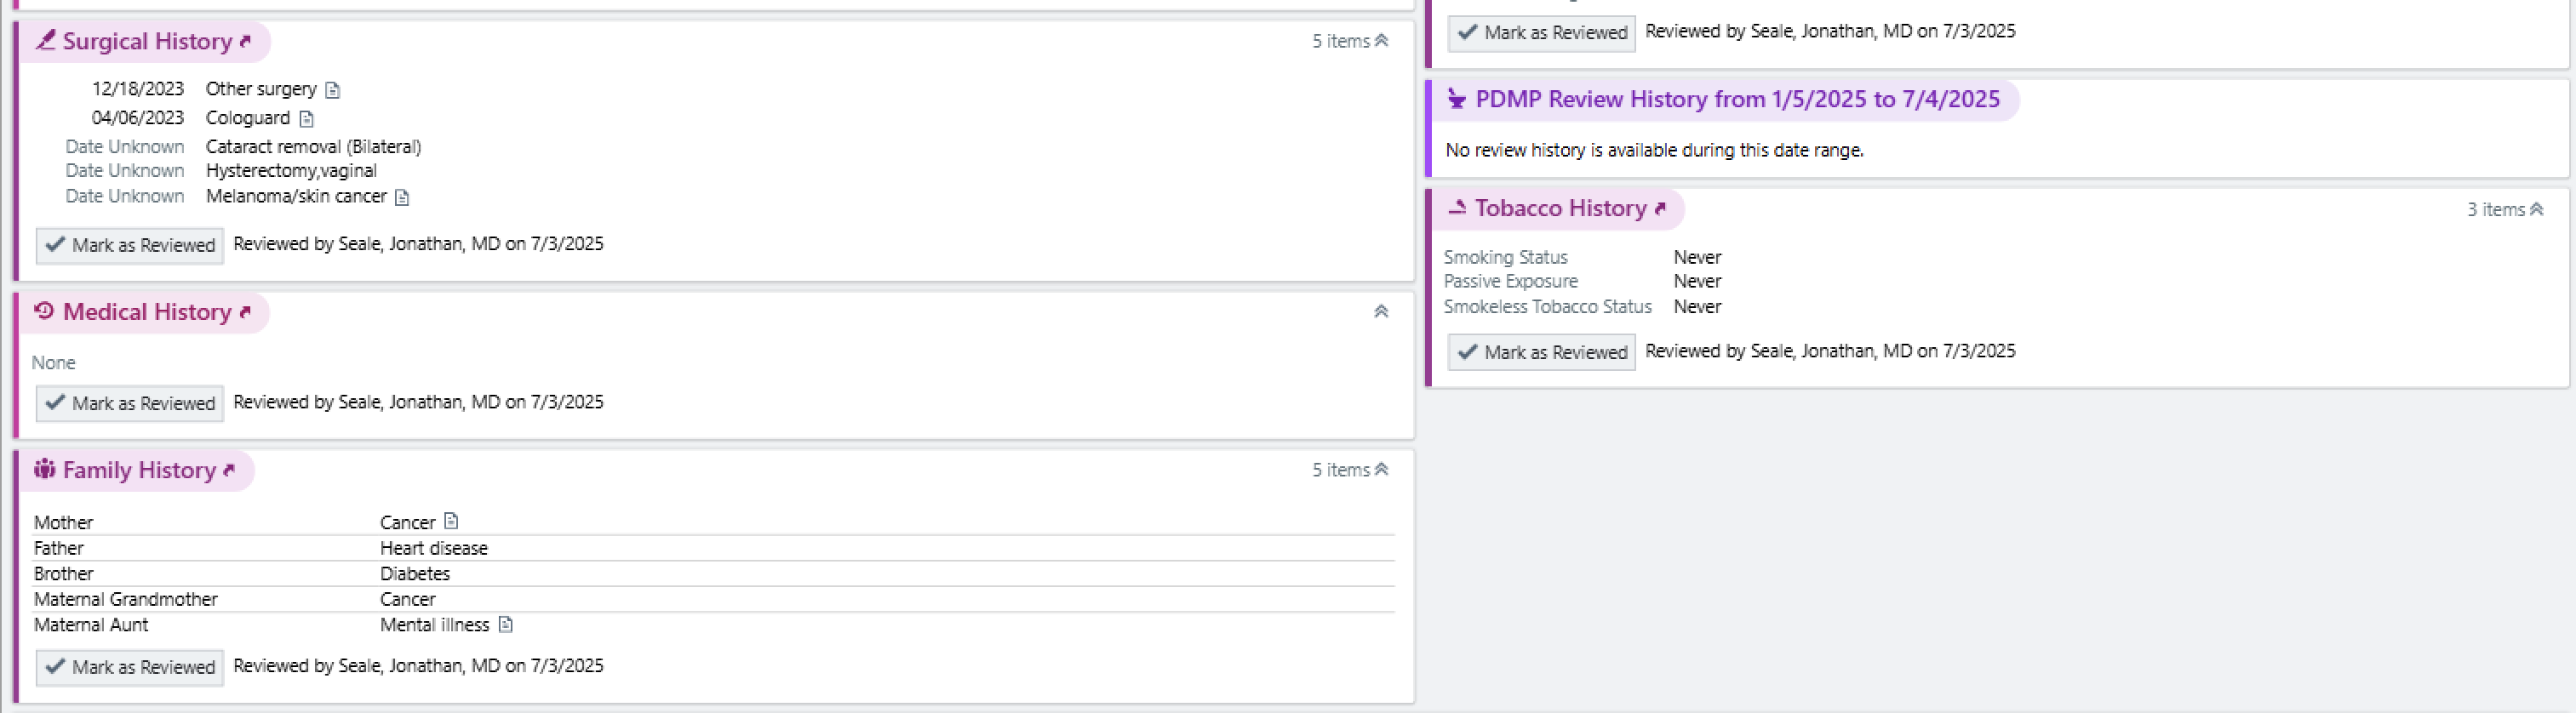 Surgical History
5 items
12/18/2023 Other surgery
04/06/2023 Cologuard
Date Unknown Cataract removal (Bilateral)
Date Unknown Hysterectomy,vaginal
Date Unknown Melanoma/skin cancer
Mark as Reviewed Reviewed by Seale, Jonathan, MD on 7/3/2025
Medical History
None
Mark as Reviewed Reviewed by Seale, Jonathan, MD on 7/3/2025
Family History
5 items
Mother Cancer
Father Heart disease
Brother Diabetes
Maternal Grandmother Cancer
Maternal Aunt Mental illness
Mark as Reviewed Reviewed by Seale, Jonathan, MD on 7/3/2025
Mark as Reviewed Reviewed by Seale, Jonathan, MD on 7/3/2025
PDMP Review History from 1/5/2025 to 7/4/2025
No review history is available during this date range.
Tobacco History
3 items
Smoking Status Never
Passive Exposure Never
Smokeless Tobacco Status Never
Mark as Reviewed Reviewed by Seale, Jonathan, MD on 7/3/2025